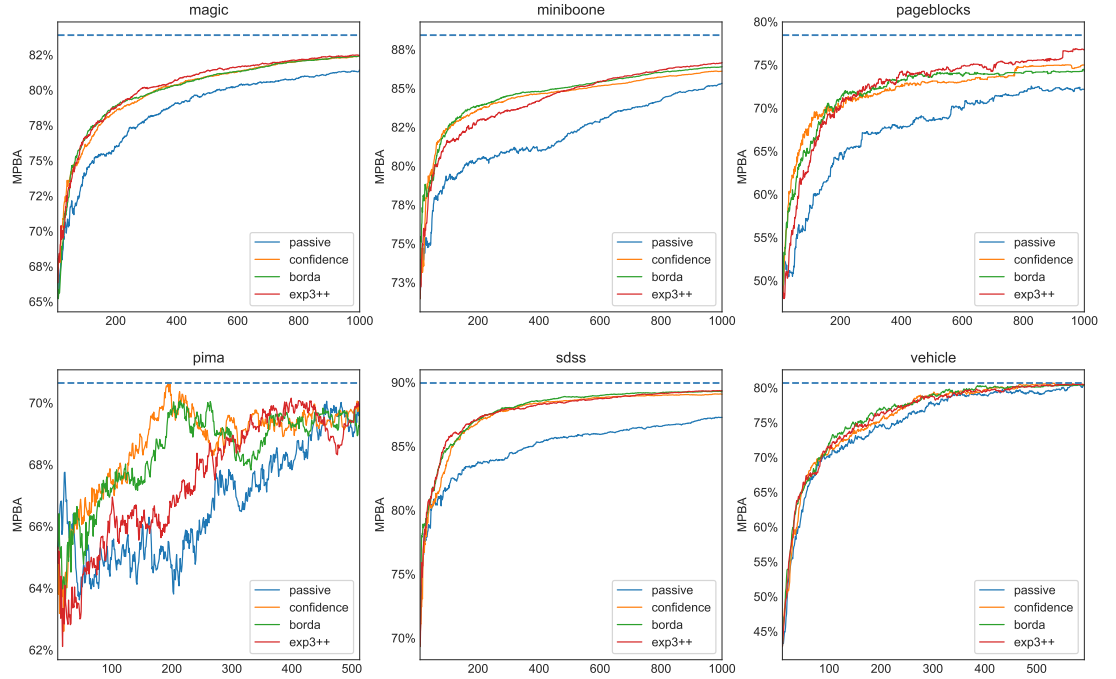 magic
MPBA
82%
80%
78%
75%
72%
70%
68%
65%
200 400 600 800 1000
passive
confidence
borda
exp3++
miniboone
MPBA
88%
85%
82%
80%
78%
75%
73%
200 400 600 800 1000
passive
confidence
borda
exp3++
pageblocks
MPBA
80%
75%
70%
65%
60%
55%
50%
200 400 600 800 1000
passive
confidence
borda
exp3++
pima
MPBA
70%
68%
66%
64%
62%
100 200 300 400 500
passive
confidence
borda
exp3++
sdss
MPBA
90%
85%
80%
75%
70%
200 400 600 800 1000
passive
confidence
borda
exp3++
vehicle
MPBA
80%
75%
70%
65%
60%
55%
50%
45%
100 200 300 400 500
passive
confidence
borda
exp3++